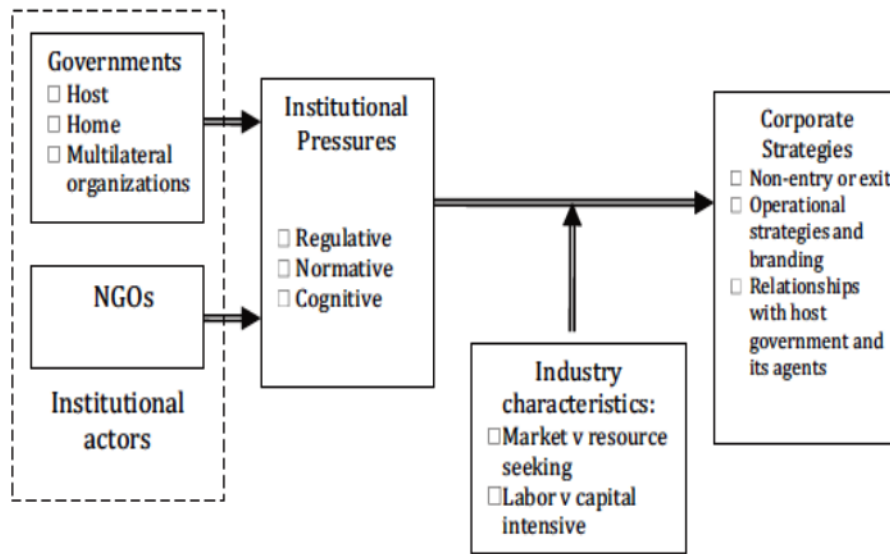 Governments
□ Host
□ Home
□ Multilateral
organizations
NGOs
Institutional
actors
Institutional
Pressures
□ Regulative
□ Normative
□ Cognitive
Industry
characteristics:
□Market v resource
seeking
□Labor v capital
intensive
Corporate
Strategies
□ Non-entry or exit
□ Operational
strategies and
branding
□ Relationships
with host
government and
its agents